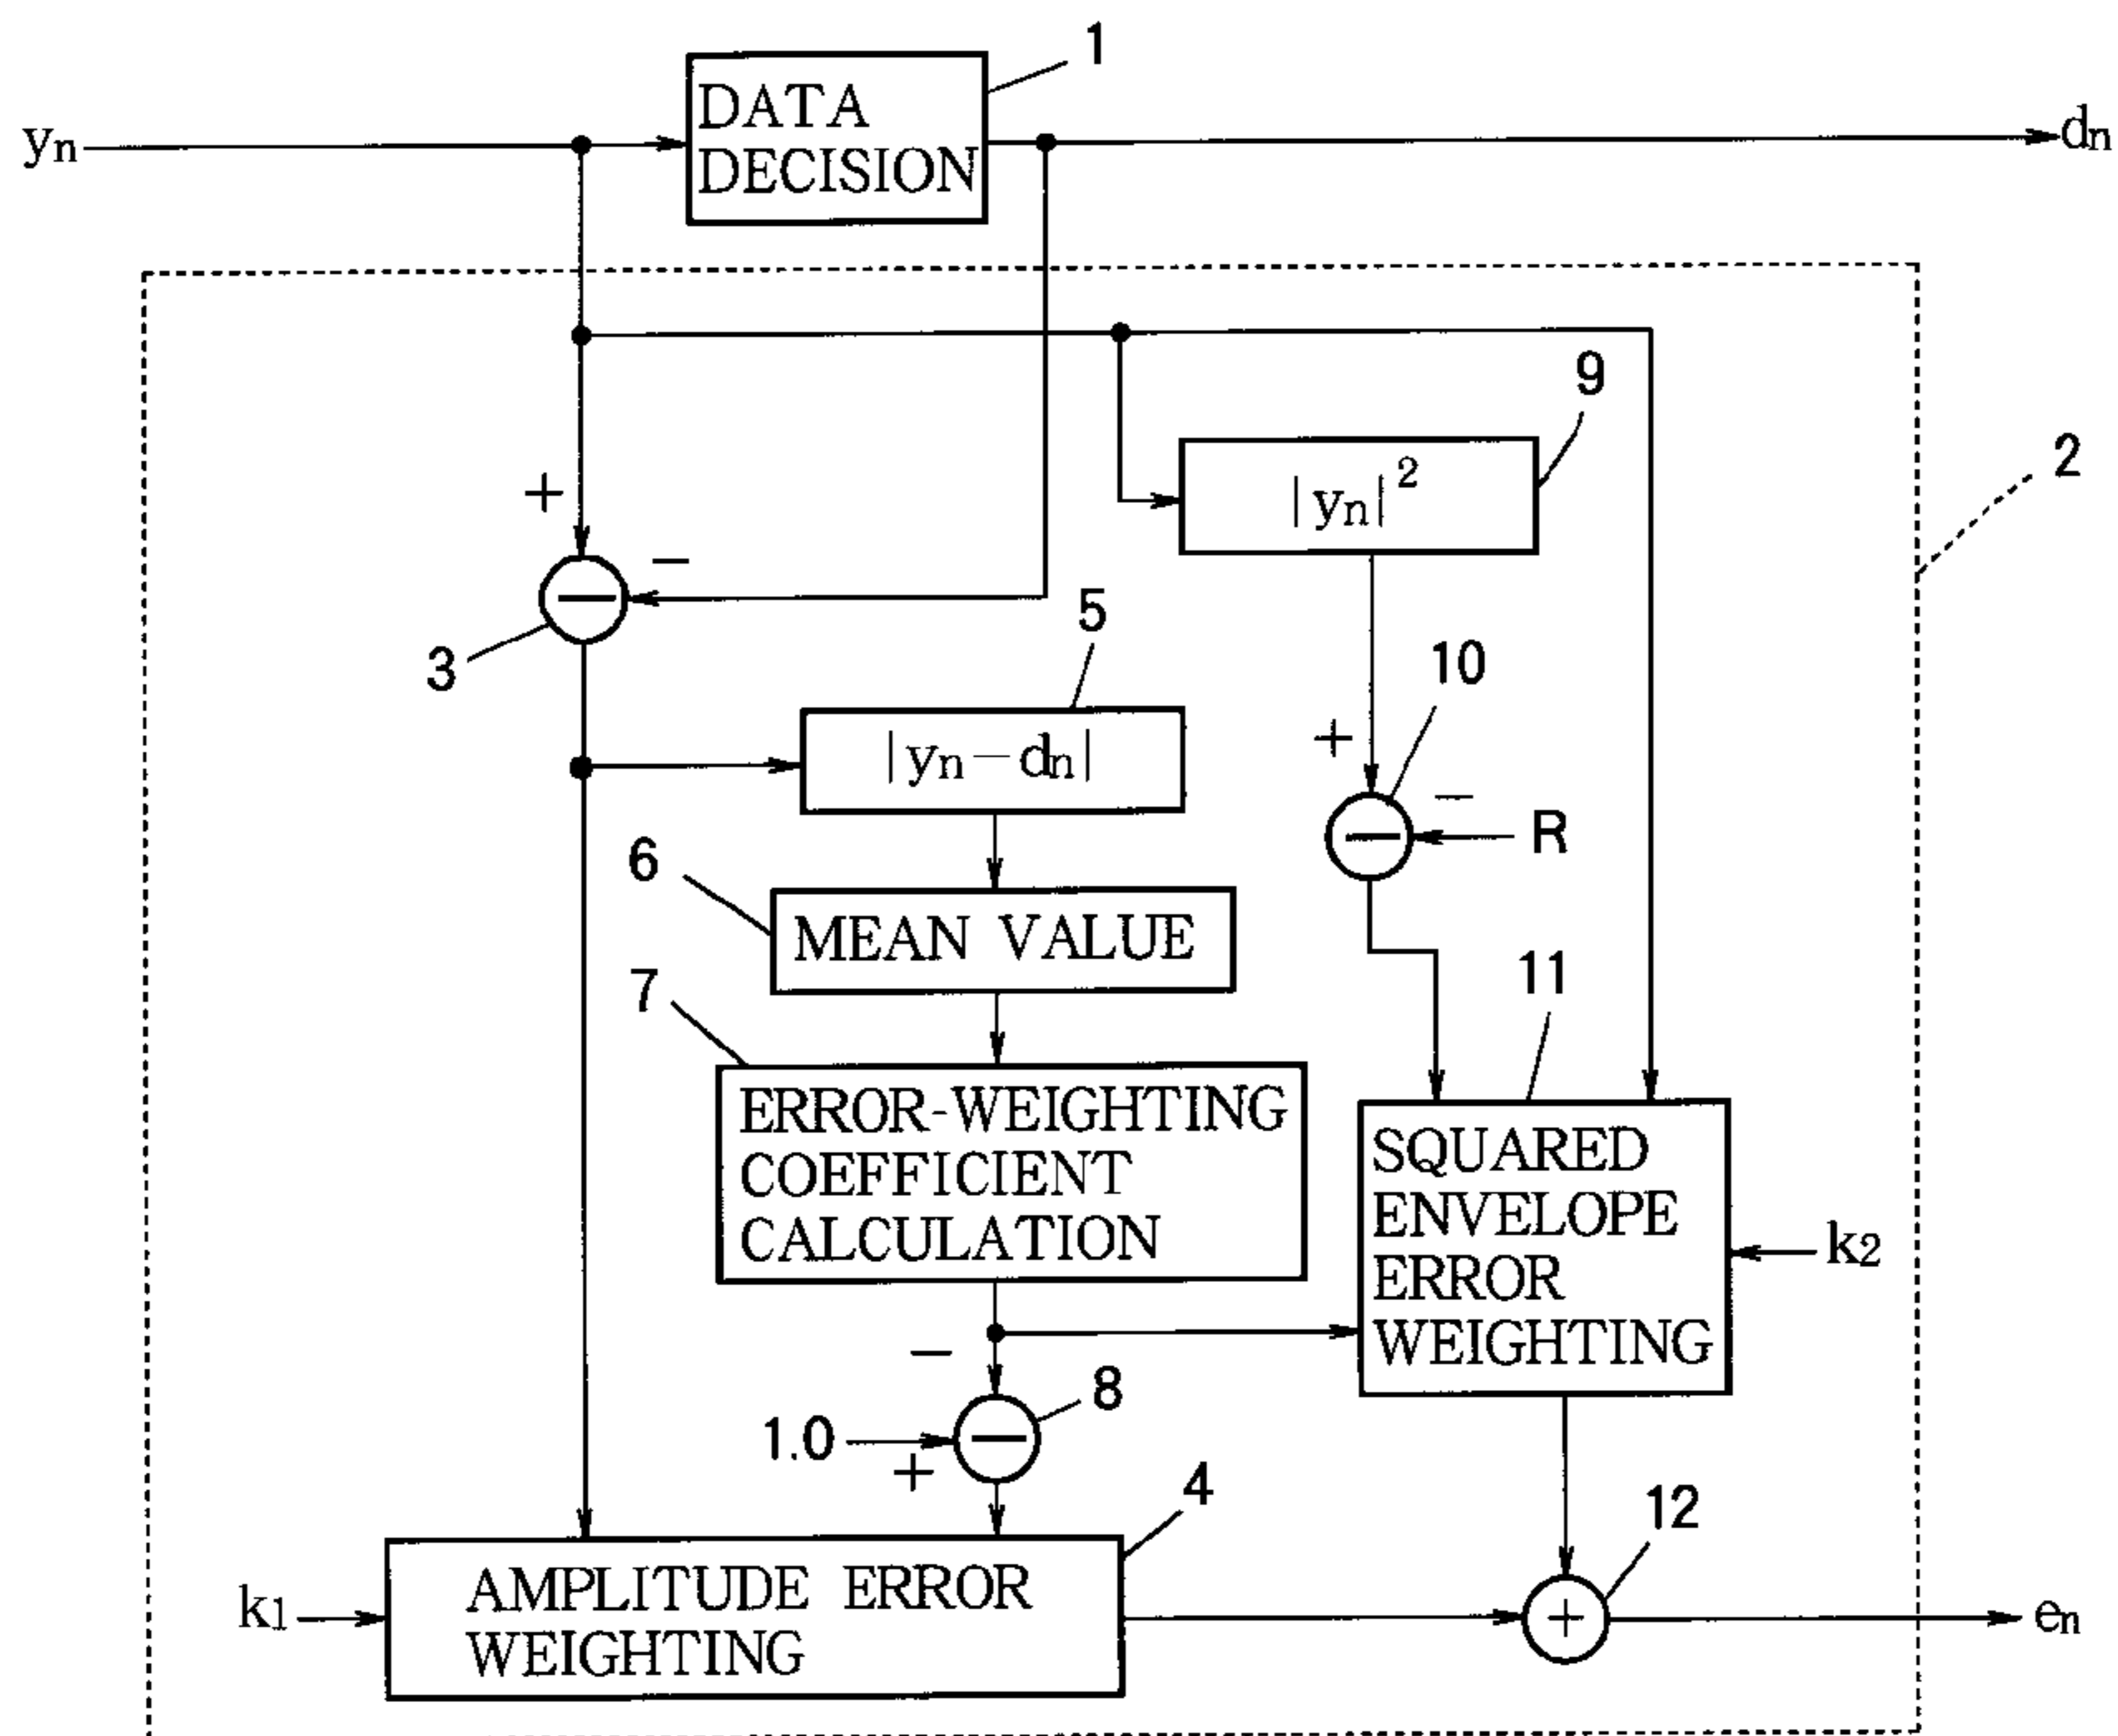 1
DATA
DECISION
yn
dn
2
9
|yn|²
+
−
3
5
|yn−dn|
10
+
−
R
6
MEAN VALUE
7
ERROR-WEIGHTING
COEFFICIENT
CALCULATION
11
SQUARED
ENVELOPE
ERROR
WEIGHTING
k2
−
8
1.0
+
4
AMPLITUDE ERROR
WEIGHTING
k1
12
+
en